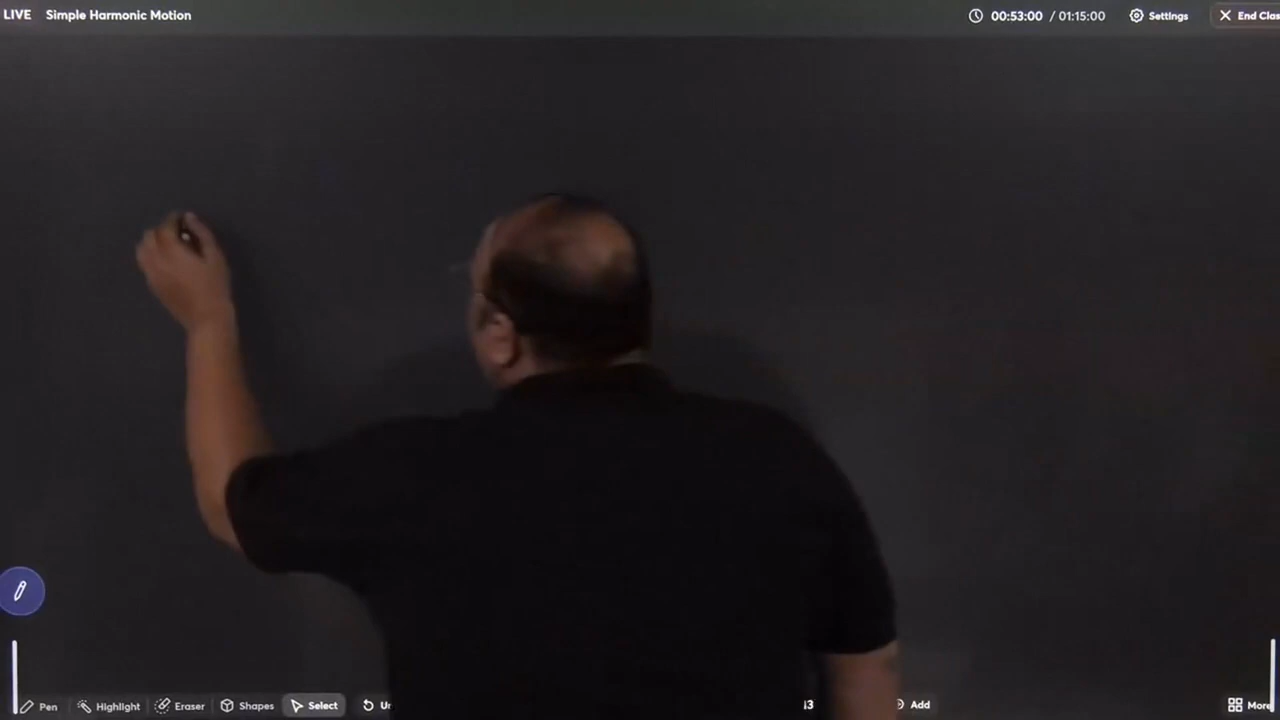 LIVE Simple Harmonic Motion 00:53:00 / 01:15:00 Settings End Clas
Pen Highlight Eraser Shapes Select Un Add More